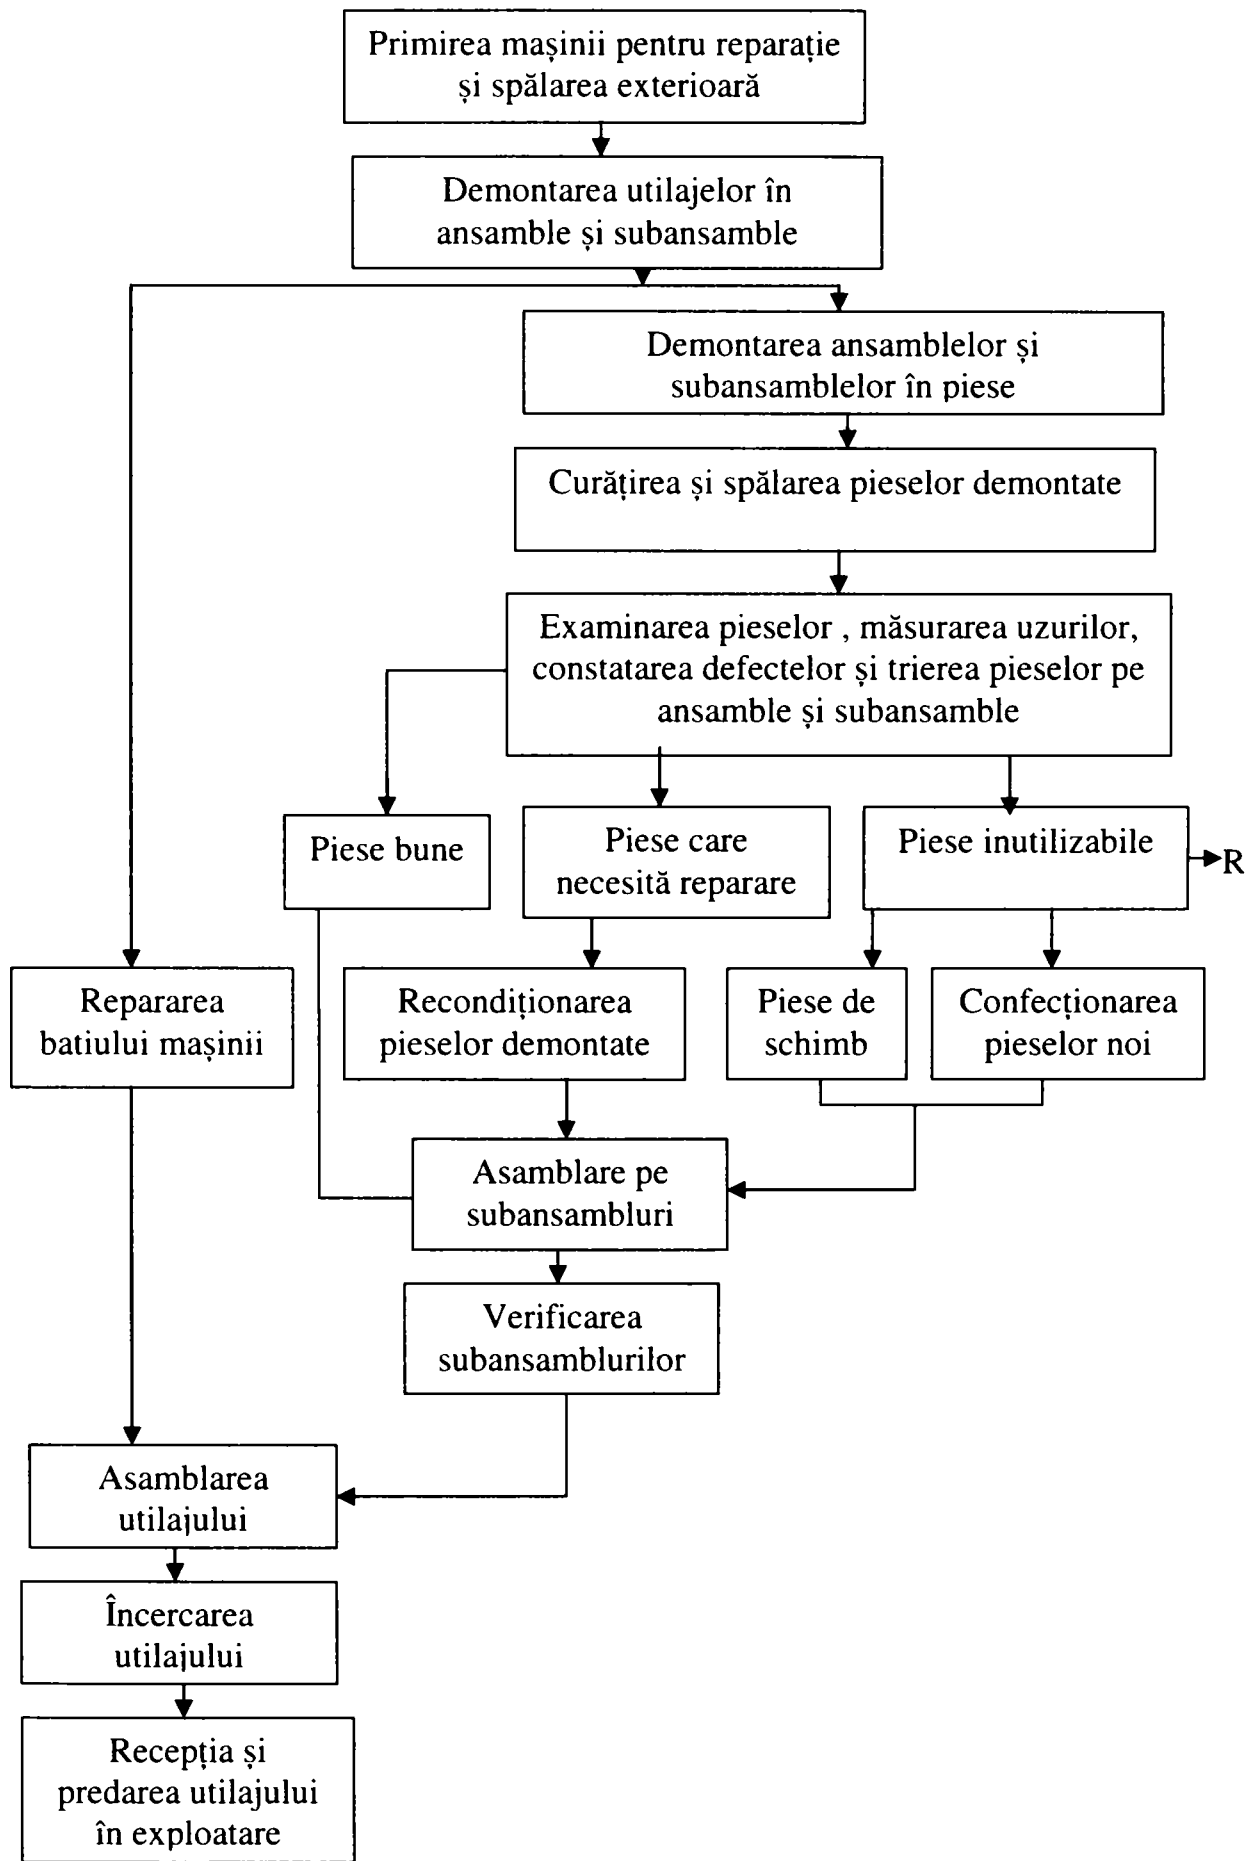 Primirea mașinii pentru reparație
și spălarea exterioară
Demontarea utilajelor în
ansamble și subansamble
Demontarea ansamblelor și
subansamblelor în piese
Curățirea și spălarea pieselor demontate
Examinarea pieselor , măsurarea uzurilor,
constatarea defectelor și trierea pieselor pe
ansamble și subansamble
Piese bune
Piese care
necesită reparare
Piese inutilizabile
R
Repararea
batiului mașinii
Recondiționarea
pieselor demontate
Piese de
schimb
Confecționarea
pieselor noi
Asamblare pe
subansambluri
Verificarea
subansamblurilor
Asamblarea
utilajului
Încercarea
utilajului
Recepția și
predarea utilajului
în exploatare